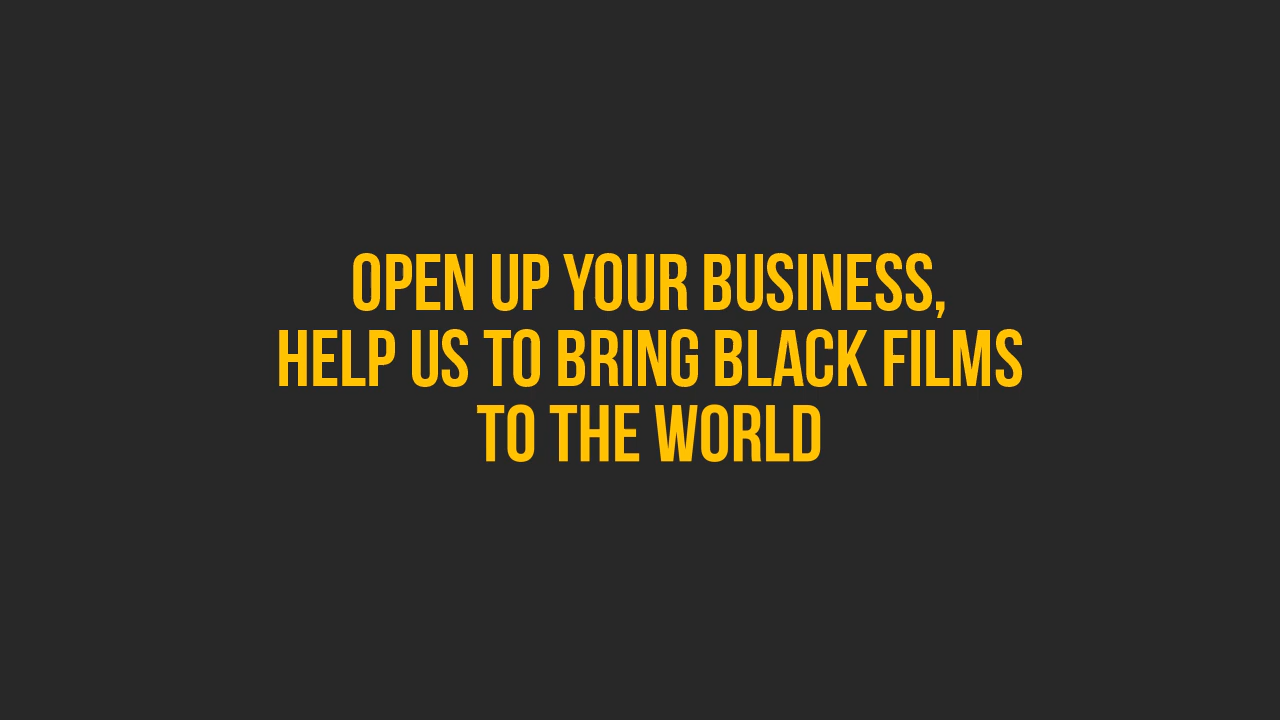 OPEN UP YOUR BUSINESS,
HELP US TO BRING BLACK FILMS
TO THE WORLD